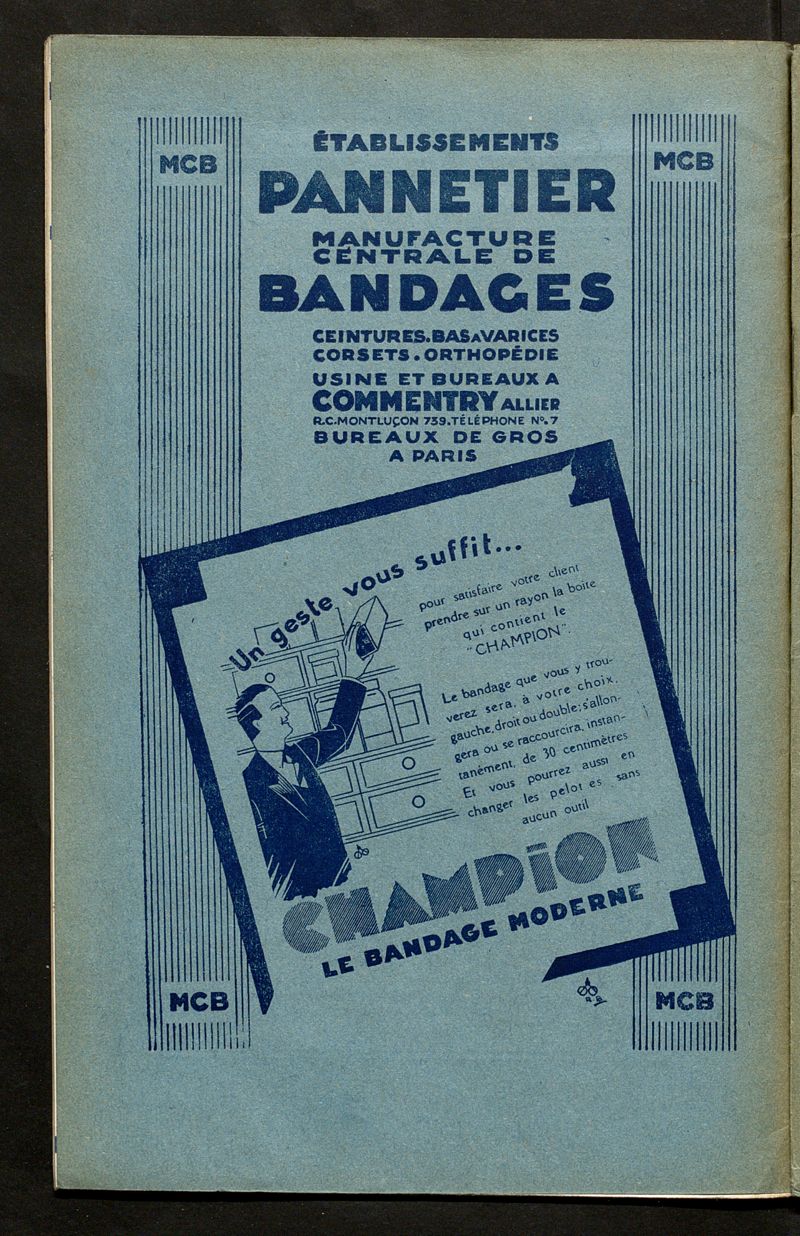 MCB
MCB
ÉTABLISSEMENTS
PANNETIER
MANUFACTURE
CENTRALE DE
BANDAGES
CEINTURES.BAS A VARICES
CORSETS.ORTHOPÉDIE
USINE ET BUREAUX A
COMMENTRY ALLIER
R.C.MONTLUÇON 739.TÉLÉPHONE Nº.7
BUREAUX DE GROS
A PARIS
Un geste vous suffit...
pour satisfaire votre client
prendre sur un rayon la boite
qui contient le
"CHAMPION".
Le bandage que vous y trou-
verez sera, à votre choix,
gauche, droit ou double; s'allon-
gera ou se raccourcira, instan-
tanément, de 30 centimètres
Et vous pourrez aussi en
changer les pelot es sans
aucun outil
CHAMPION
LE BANDAGE MODERNE
MCB
R.B.
MCB